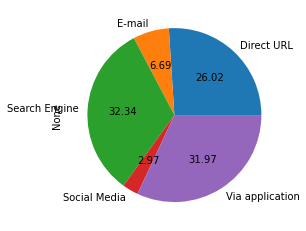 E-mail
Direct URL
6.69
26.02
Search Engine
32.34
None
2.97
31.97
Social Media
Via application